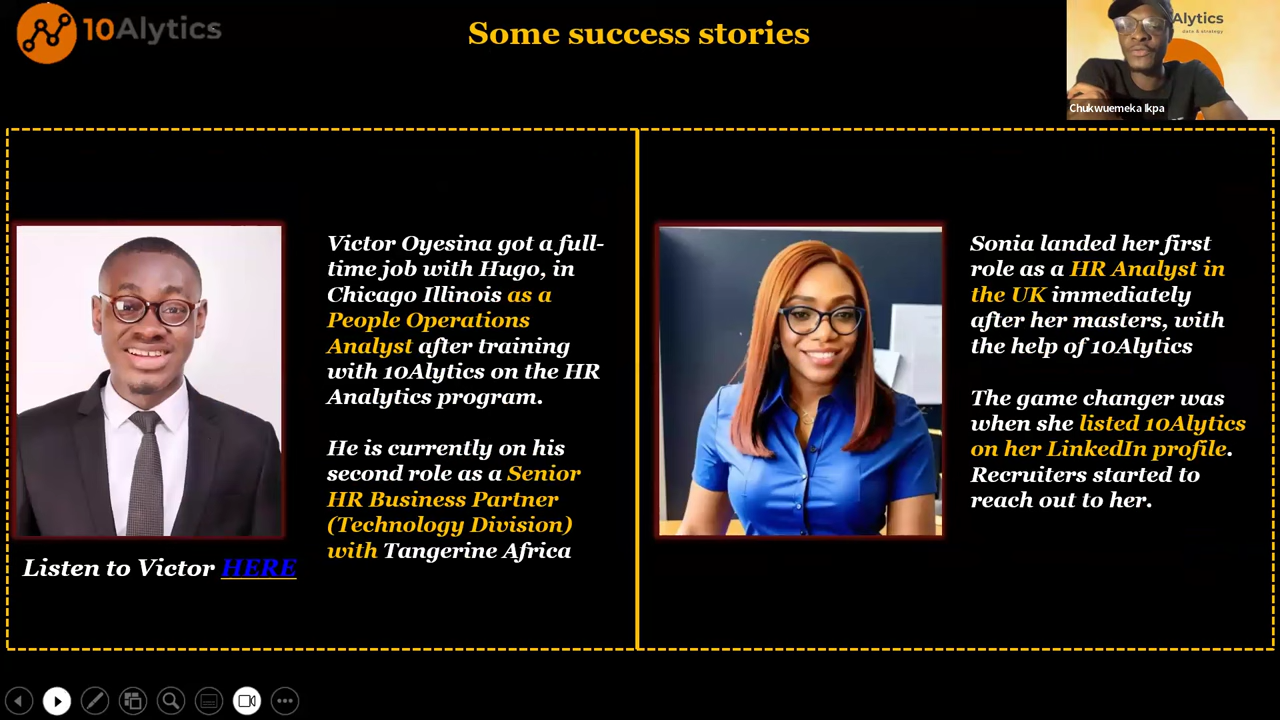 10Alytics
Some success stories
Alytics
data & strategy
Chukwuemeka Ikpa
Victor Oyesina got a full-
time job with Hugo, in
Chicago Illinois as a
People Operations
Analyst after training
with 10Alytics on the HR
Analytics program.
He is currently on his
second role as a Senior
HR Business Partner
(Technology Division)
with Tangerine Africa
Listen to Victor HERE
Sonia landed her first
role as a HR Analyst in
the UK immediately
after her masters, with
the help of 10Alytics
The game changer was
when she listed 10Alytics
on her LinkedIn profile.
Recruiters started to
reach out to her.